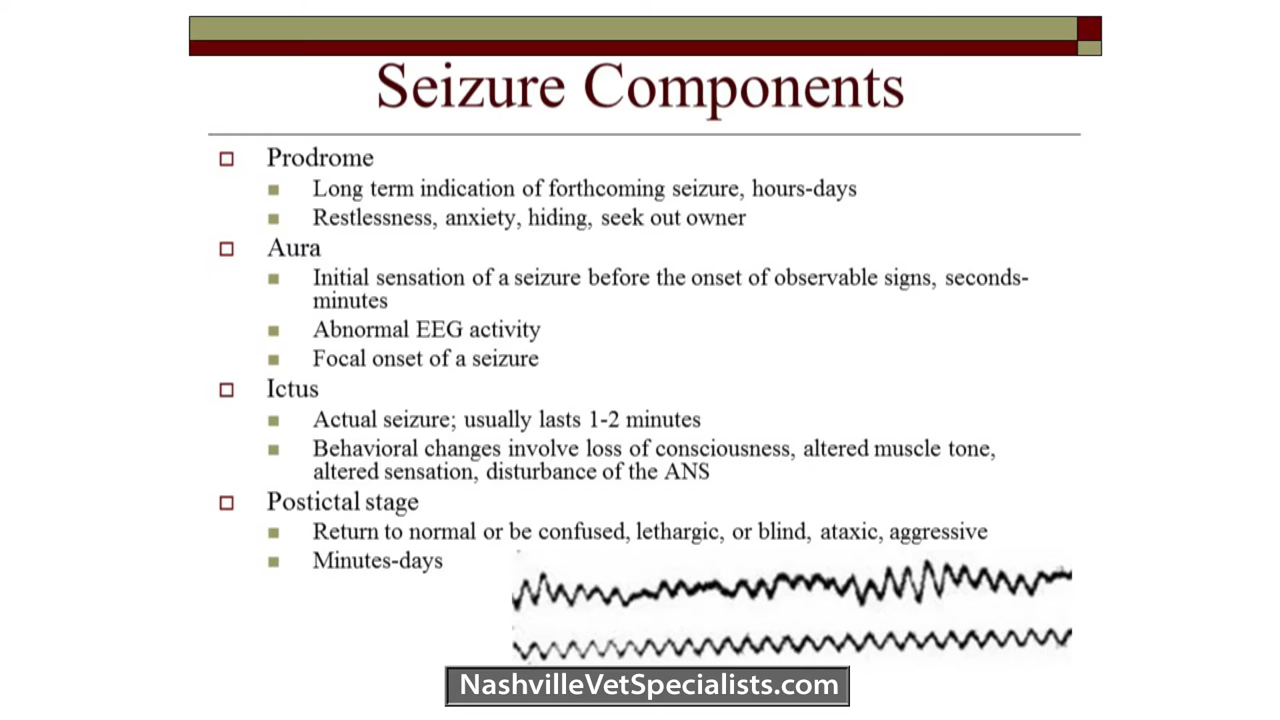 Seizure Components
Prodrome
Long term indication of forthcoming seizure, hours-days
Restlessness, anxiety, hiding, seek out owner
Aura
Initial sensation of a seizure before the onset of observable signs, seconds-
minutes
Abnormal EEG activity
Focal onset of a seizure
Ictus
Actual seizure; usually lasts 1-2 minutes
Behavioral changes involve loss of consciousness, altered muscle tone,
altered sensation, disturbance of the ANS
Postictal stage
Return to normal or be confused, lethargic, or blind, ataxic, aggressive
Minutes-days
NashvilleVetSpecialists.com